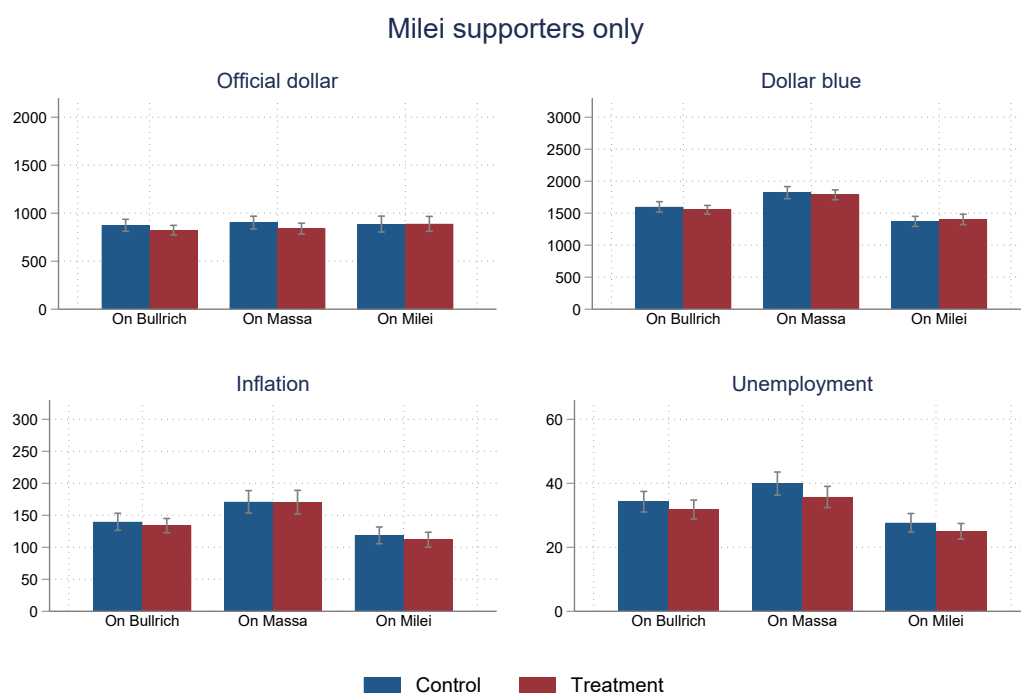 Milei supporters only
Official dollar
2000
1500
1000
500
0
On Bullrich On Massa On Milei
Dollar blue
3000
2500
2000
1500
1000
500
0
On Bullrich On Massa On Milei
Inflation
300
250
200
150
100
50
0
On Bullrich On Massa On Milei
Unemployment
60
40
20
0
On Bullrich On Massa On Milei
Control Treatment